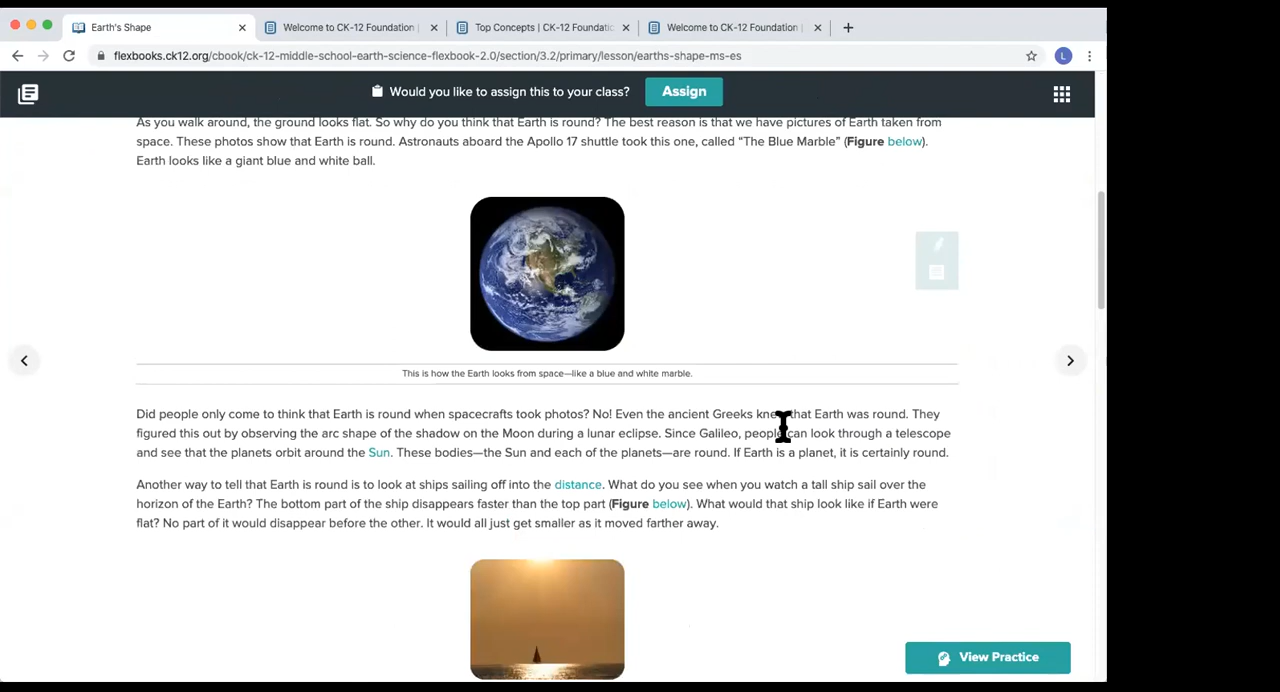 Earth's Shape
Welcome to CK-12 Foundation |
Top Concepts | CK-12 Foundatio
Welcome to CK-12 Foundation |
flexbooks.ck12.org/cbook/ck-12-middle-school-earth-science-flexbook-2.0/section/3.2/primary/lesson/earths-shape-ms-es
L
Would you like to assign this to your class?
Assign
As you walk around, the ground looks flat. So why do you think that Earth is round? The best reason is that we have pictures of Earth taken from
space. These photos show that Earth is round. Astronauts aboard the Apollo 17 shuttle took this one, called “The Blue Marble” (Figure below).
Earth looks like a giant blue and white ball.
This is how the Earth looks from space—like a blue and white marble.
Did people only come to think that Earth is round when spacecrafts took photos? No! Even the ancient Greeks knew that Earth was round. They
figured this out by observing the arc shape of the shadow on the Moon during a lunar eclipse. Since Galileo, people can look through a telescope
and see that the planets orbit around the Sun. These bodies—the Sun and each of the planets—are round. If Earth is a planet, it is certainly round.
Another way to tell that Earth is round is to look at ships sailing off into the distance. What do you see when you watch a tall ship sail over the
horizon of the Earth? The bottom part of the ship disappears faster than the top part (Figure below). What would that ship look like if Earth were
flat? No part of it would disappear before the other. It would all just get smaller as it moved farther away.
View Practice